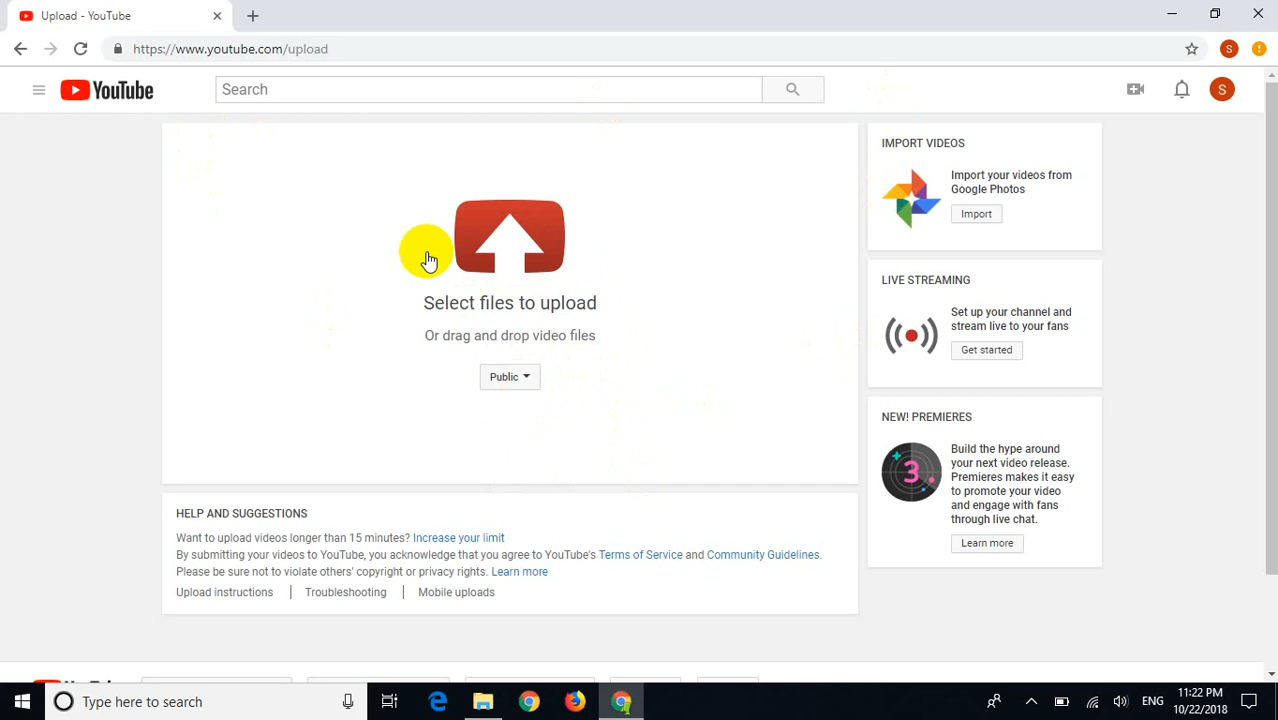 Upload - YouTube
https://www.youtube.com/upload
S
YouTube
Search
S
Select files to upload
Or drag and drop video files
Public
IMPORT VIDEOS
Import your videos from
Google Photos
Import
LIVE STREAMING
Set up your channel and
stream live to your fans
Get started
NEW! PREMIERES
3
Build the hype around
your next video release.
Premieres makes it easy
to promote your video
and engage with fans
through live chat.
Learn more
HELP AND SUGGESTIONS
Want to upload videos longer than 15 minutes? Increase your limit
By submitting your videos to YouTube, you acknowledge that you agree to YouTube's Terms of Service and Community Guidelines.
Please be sure not to violate others' copyright or privacy rights. Learn more
Upload instructions
Troubleshooting
Mobile uploads
YouTube
Type here to search
ENG
11:22 PM
10/22/2018